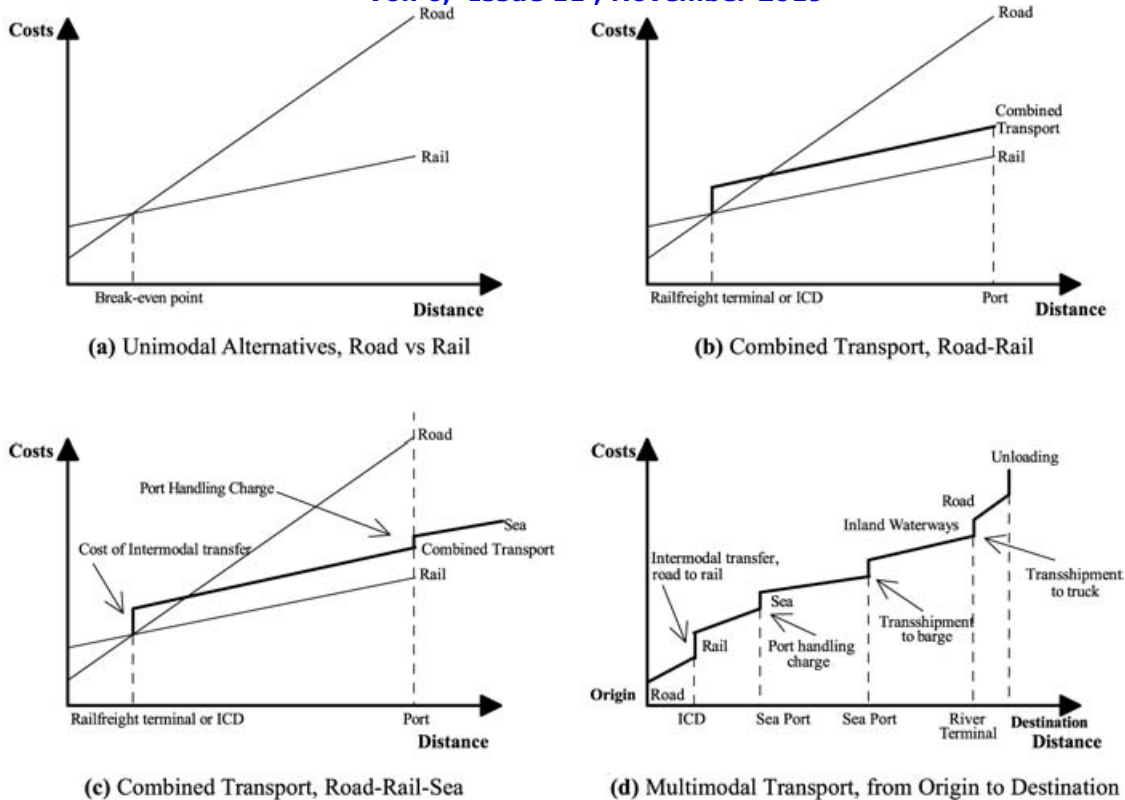 Costs
Road
Rail
Break-even point
Distance
(a) Unimodal Alternatives, Road vs Rail
Costs
Road
Combined
Transport
Rail
Railfreight terminal or ICD
Port
Distance
(b) Combined Transport, Road-Rail
Costs
Road
Port Handling Charge
Sea
Cost of Intermodal transfer
Combined Transport
Rail
Railfreight terminal or ICD
Port
Distance
(c) Combined Transport, Road-Rail-Sea
Costs
Unloading
Road
Inland Waterways
Intermodal transfer,
road to rail
Transshipment
to truck
Sea
Transshipment
to barge
Rail
Port handling
charge
Origin
Road
ICD
Sea Port
Sea Port
River
Terminal
Destination
Distance
(d) Multimodal Transport, from Origin to Destination